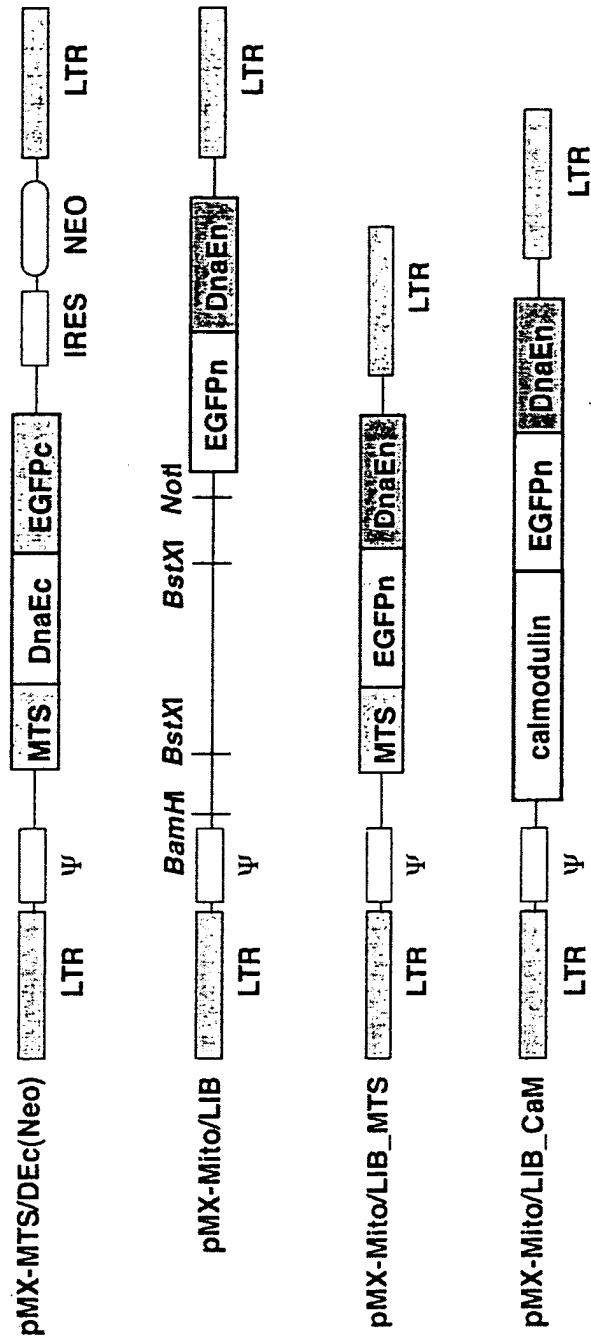 pMX-MTS/DEc(Neo)
MTS DnaEc EGFPc
LTR Ψ IRES NEO LTR
pMX-Mito/LIB
BamHI BstXI BstXI NotI
EGFPn DnaEn
LTR Ψ LTR
pMX-Mito/LIB_MTS
MTS EGFPn DnaEn
LTR Ψ LTR
pMX-Mito/LIB_CaM
calmodulin EGFPn DnaEn
LTR Ψ LTR